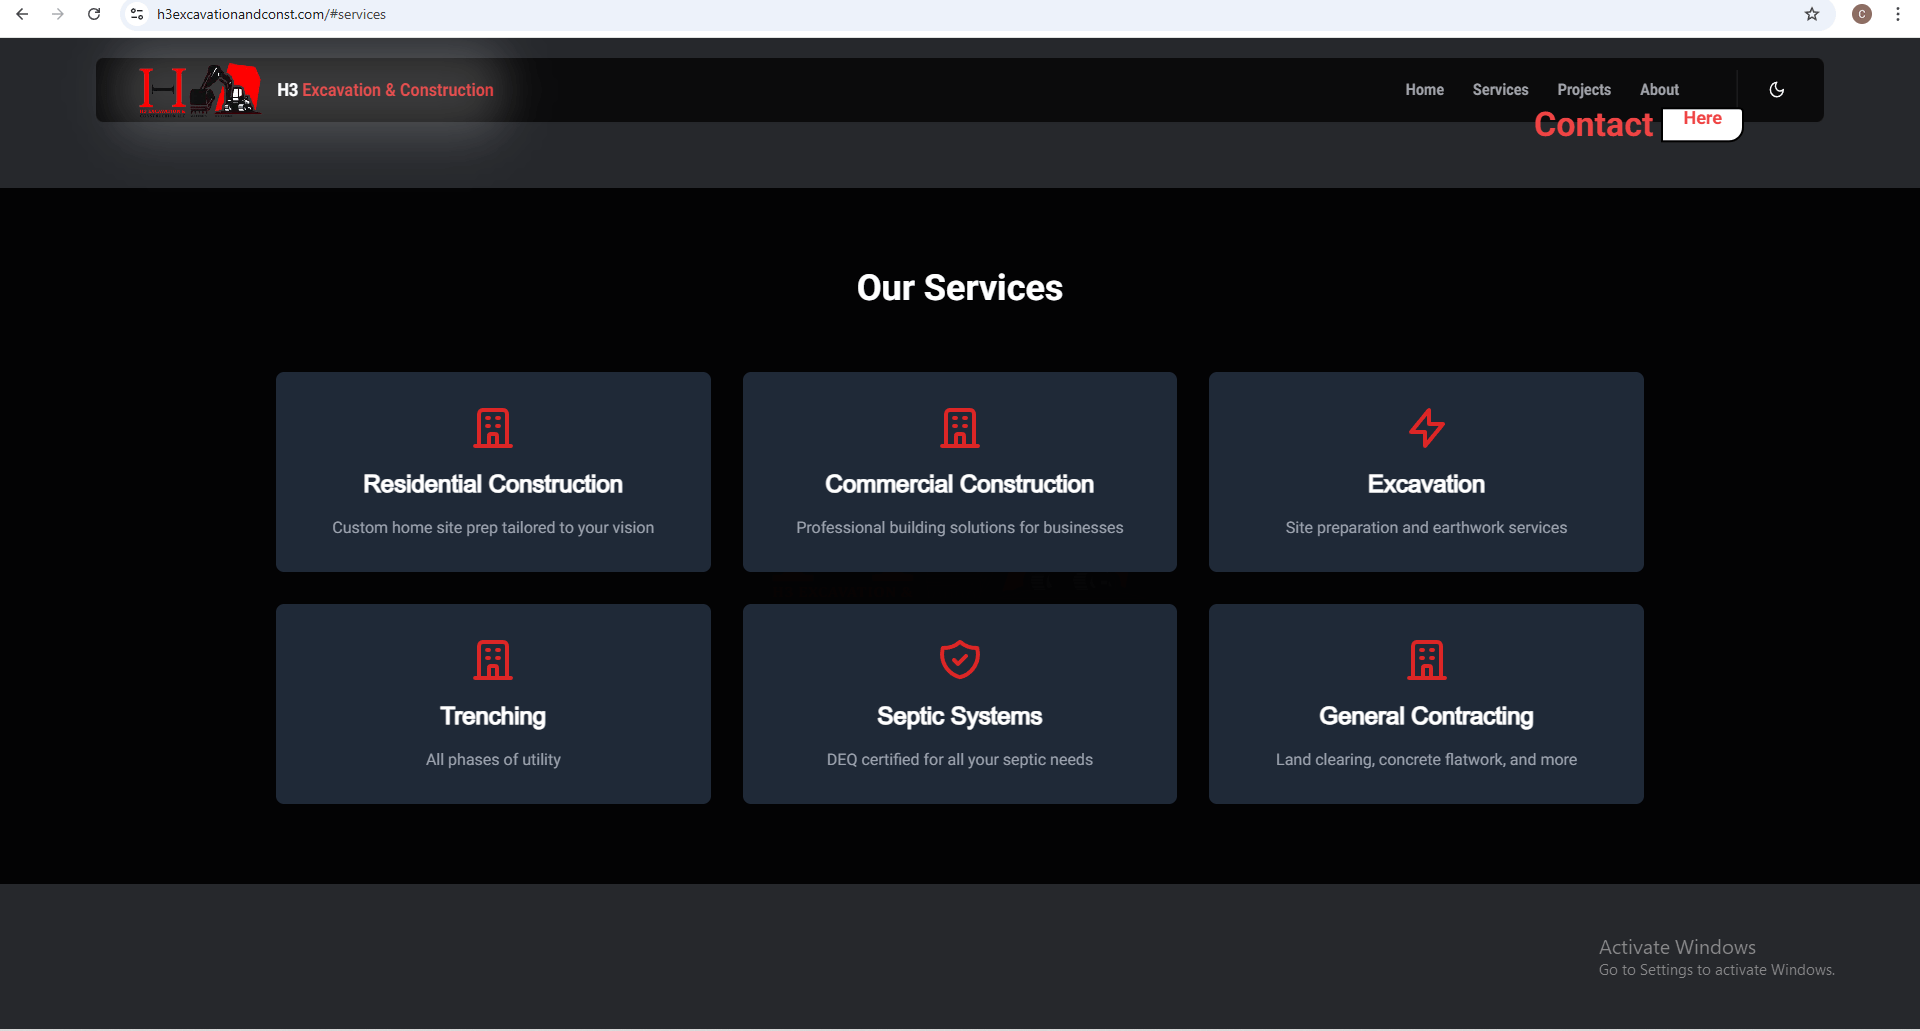 h3excavationandconst.com/#services
C
H
H3 Excavation & Construction
Home Services Projects About
Contact Here
Our Services
Residential Construction
Custom home site prep tailored to your vision
Commercial Construction
Professional building solutions for businesses
Excavation
Site preparation and earthwork services
Trenching
All phases of utility
Septic Systems
DEQ certified for all your septic needs
General Contracting
Land clearing, concrete flatwork, and more
Activate Windows
Go to Settings to activate Windows.